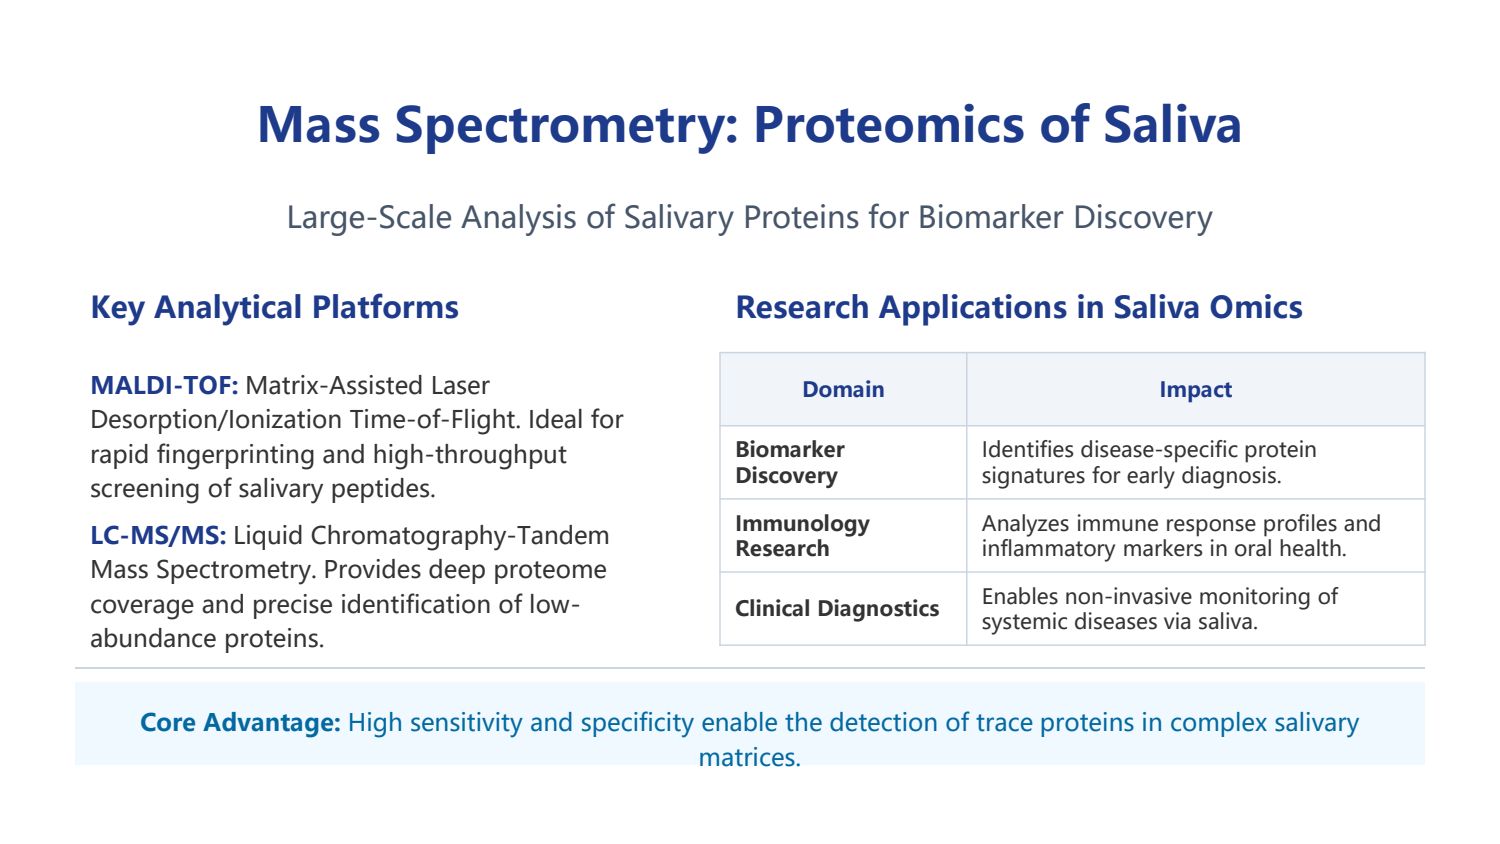 Mass Spectrometry: Proteomics of Saliva
Large-Scale Analysis of Salivary Proteins for Biomarker Discovery
Key Analytical Platforms
MALDI-TOF: Matrix-Assisted Laser
Desorption/Ionization Time-of-Flight. Ideal for
rapid fingerprinting and high-throughput
screening of salivary peptides.
LC-MS/MS: Liquid Chromatography-Tandem
Mass Spectrometry. Provides deep proteome
coverage and precise identification of low-
abundance proteins.
Research Applications in Saliva Omics
Domain
Impact
Biomarker
Discovery
Identifies disease-specific protein
signatures for early diagnosis.
Immunology
Research
Analyzes immune response profiles and
inflammatory markers in oral health.
Clinical Diagnostics
Enables non-invasive monitoring of
systemic diseases via saliva.
Core Advantage: High sensitivity and specificity enable the detection of trace proteins in complex salivary
matrices.